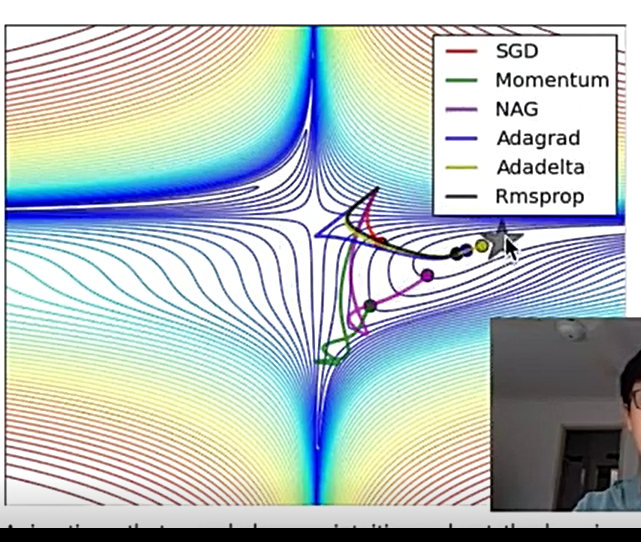 SGD
Momentum
NAG
Adagrad
Adadelta
Rmsprop